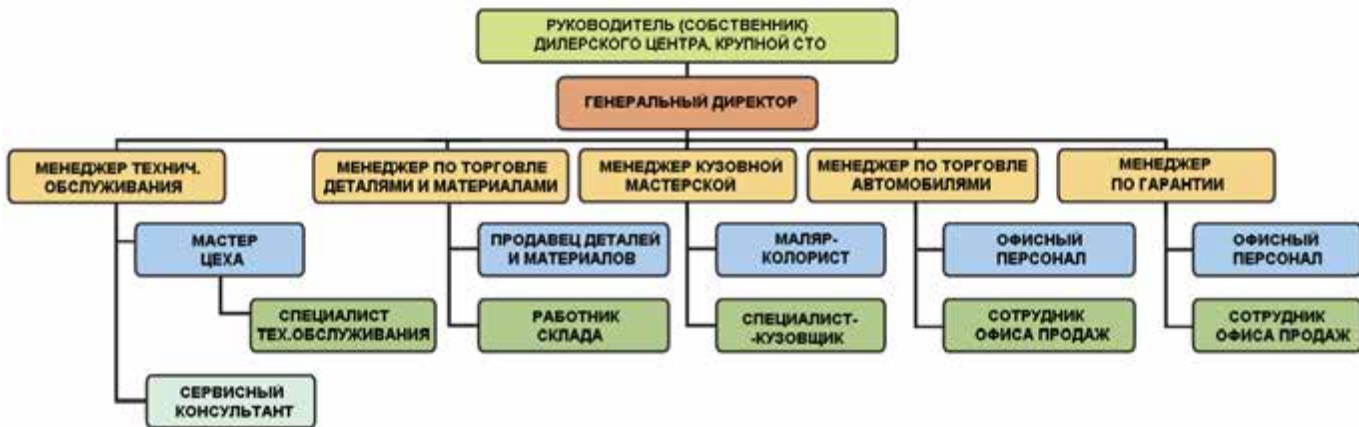 РУКОВОДИТЕЛЬ (СОБСТВЕННИК)
ДИЛЕРСКОГО ЦЕНТРА, КРУПНОЙ СТО
ГЕНЕРАЛЬНЫЙ ДИРЕКТОР
МЕНЕДЖЕР ТЕХНИЧ.
ОБСЛУЖИВАНИЯ
МЕНЕДЖЕР ПО ТОРГОВЛЕ
ДЕТАЛЯМИ И МАТЕРИАЛАМИ
МЕНЕДЖЕР КУЗОВНОЙ
МАСТЕРСКОЙ
МЕНЕДЖЕР ПО ТОРГОВЛЕ
АВТОМОБИЛЯМИ
МЕНЕДЖЕР
ПО ГАРАНТИИ
МАСТЕР
ЦЕХА
ПРОДАВЕЦ ДЕТАЛЕЙ
И МАТЕРИАЛОВ
МАЛЯР-
КОЛОРИСТ
ОФИСНЫЙ
ПЕРСОНАЛ
ОФИСНЫЙ
ПЕРСОНАЛ
СПЕЦИАЛИСТ
ТЕХ.ОБСЛУЖИВАНИЯ
РАБОТНИК
СКЛАДА
СПЕЦИАЛИСТ-
-КУЗОВЩИК
СОТРУДНИК
ОФИСА ПРОДАЖ
СОТРУДНИК
ОФИСА ПРОДАЖ
СЕРВИСНЫЙ
КОНСУЛЬТАНТ